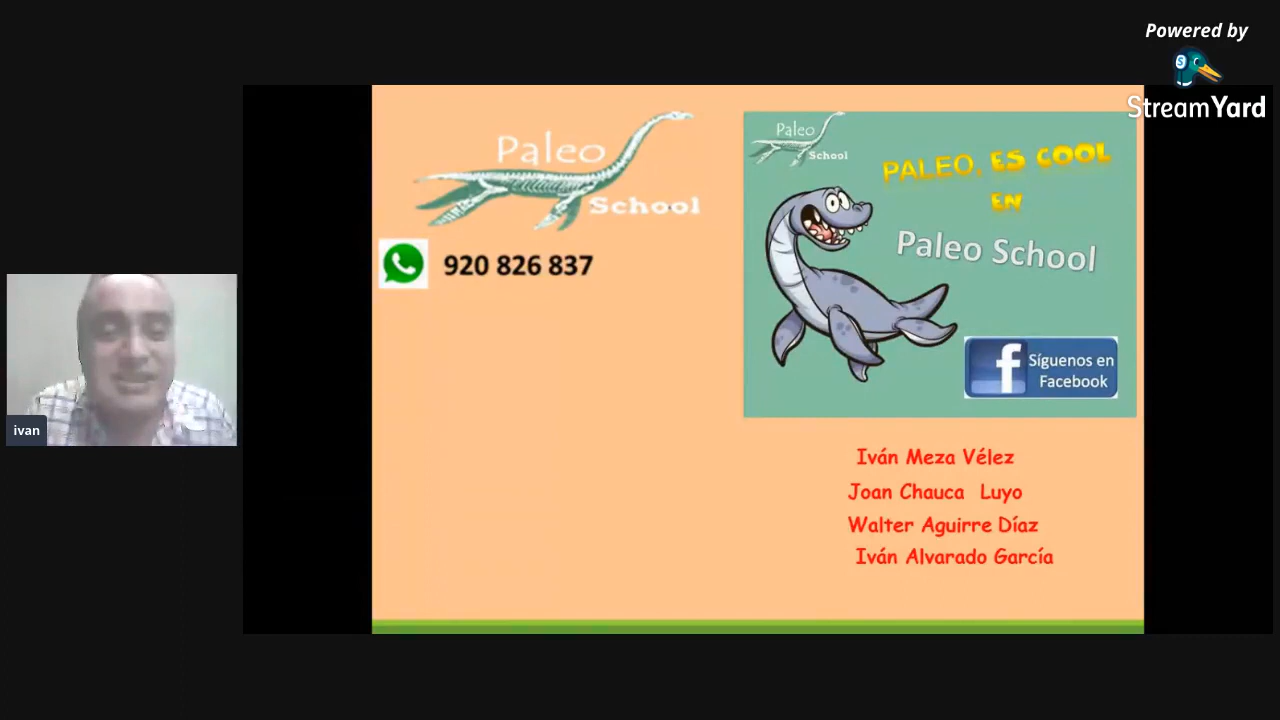 Powered by
StreamYard
Paleo
School
920 826 837
Paleo
School
PALEO, ES COOL
EN
Paleo School
Síguenos en
Facebook
ivan
Iván Meza Vélez
Joan Chauca Luyo
Walter Aguirre Díaz
Iván Alvarado García